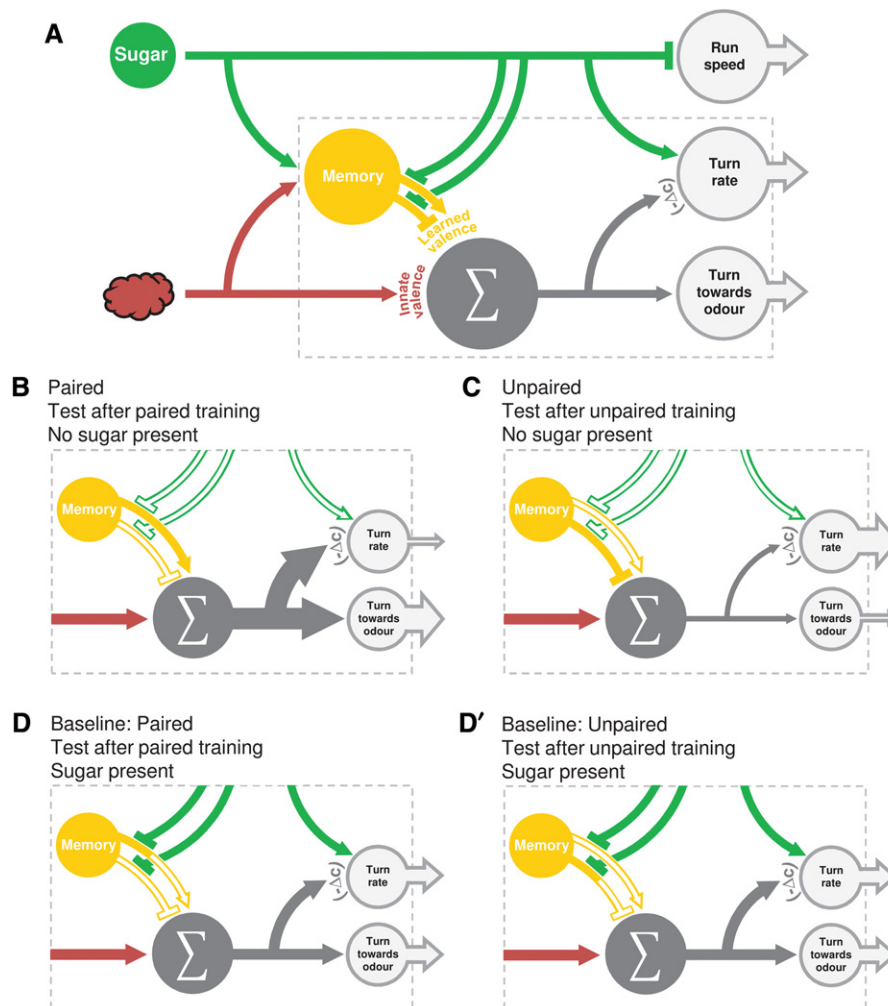 A
Sugar
Run
speed
Memory
Turn
rate
(-Δc)
Learned
valence
Innate
valence
Σ
Turn
towards
odour
B Paired
Test after paired training
No sugar present
Memory
(-Δc)
Turn
rate
Σ
Turn
towards
odour
C Unpaired
Test after unpaired training
No sugar present
Memory
(-Δc)
Turn
rate
Σ
Turn
towards
odour
D Baseline: Paired
Test after paired training
Sugar present
Memory
(-Δc)
Turn
rate
Σ
Turn
towards
odour
D′ Baseline: Unpaired
Test after unpaired training
Sugar present
Memory
(-Δc)
Turn
rate
Σ
Turn
towards
odour